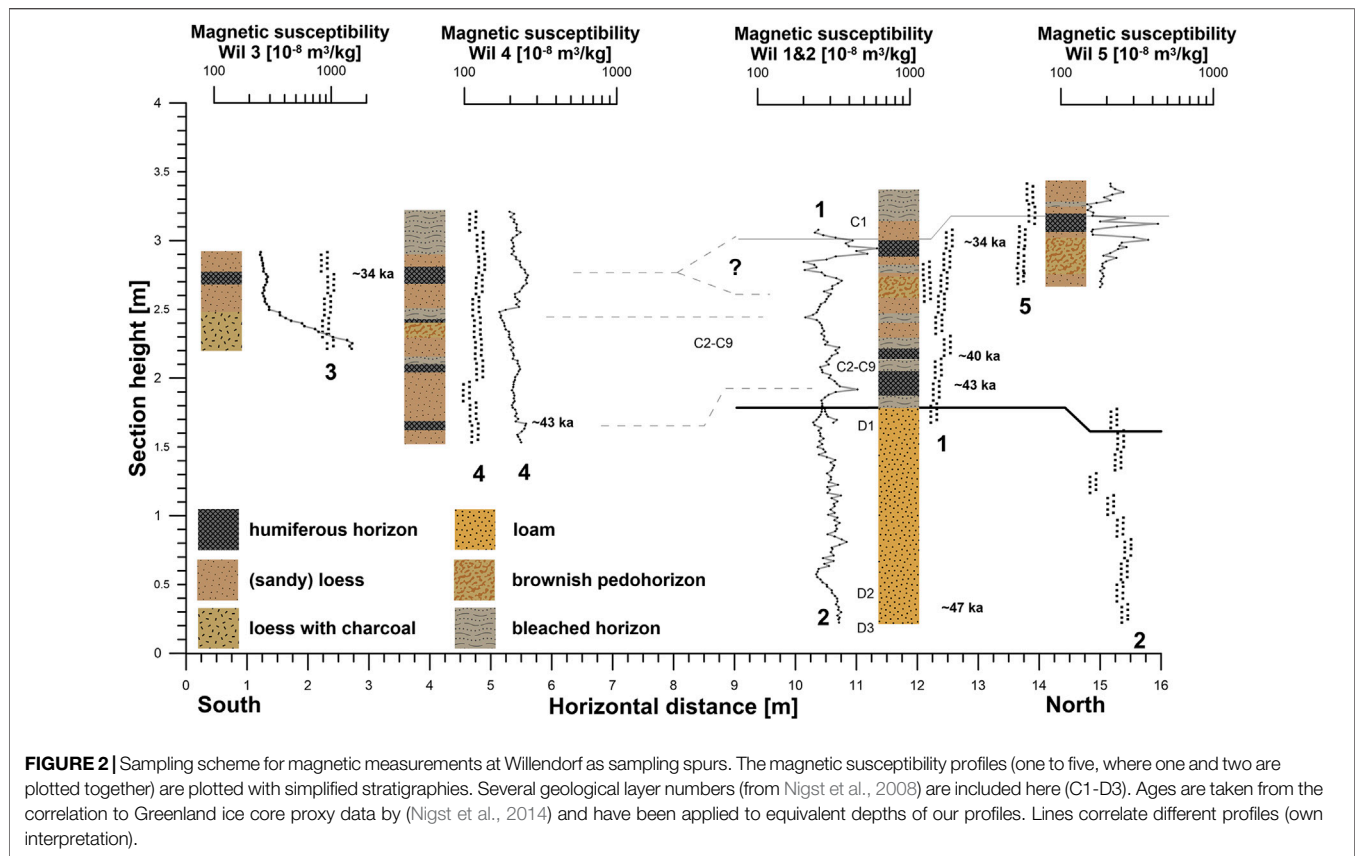 Magnetic susceptibility
Wil 3 [10⁻⁸ m³/kg]
100 1000
Magnetic susceptibility
Wil 4 [10⁻⁸ m³/kg]
100 1000
Magnetic susceptibility
Wil 1&2 [10⁻⁸ m³/kg]
100 1000
Magnetic susceptibility
Wil 5 [10⁻⁸ m³/kg]
100 1000
Section height [m]
4
3.5
3
2.5
2
1.5
1
0.5
0
~34 ka
3
~43 ka
4
4
?
C2-C9
1
C1
C2-C9
D1
D2
D3
2
~34 ka
~40 ka
~43 ka
1
~47 ka
5
2
humiferous horizon
(sandy) loess
loess with charcoal
loam
brownish pedohorizon
bleached horizon
0 1 2 3 4 5 6 7 8 9 10 11 12 13 14 15 16
South
Horizontal distance [m]
North
FIGURE 2 | Sampling scheme for magnetic measurements at Willendorf as sampling spurs. The magnetic susceptibility profiles (one to five, where one and two are
plotted together) are plotted with simplified stratigraphies. Several geological layer numbers (from Nigst et al., 2008) are included here (C1-D3). Ages are taken from the
correlation to Greenland ice core proxy data by (Nigst et al., 2014) and have been applied to equivalent depths of our profiles. Lines correlate different profiles (own
interpretation).